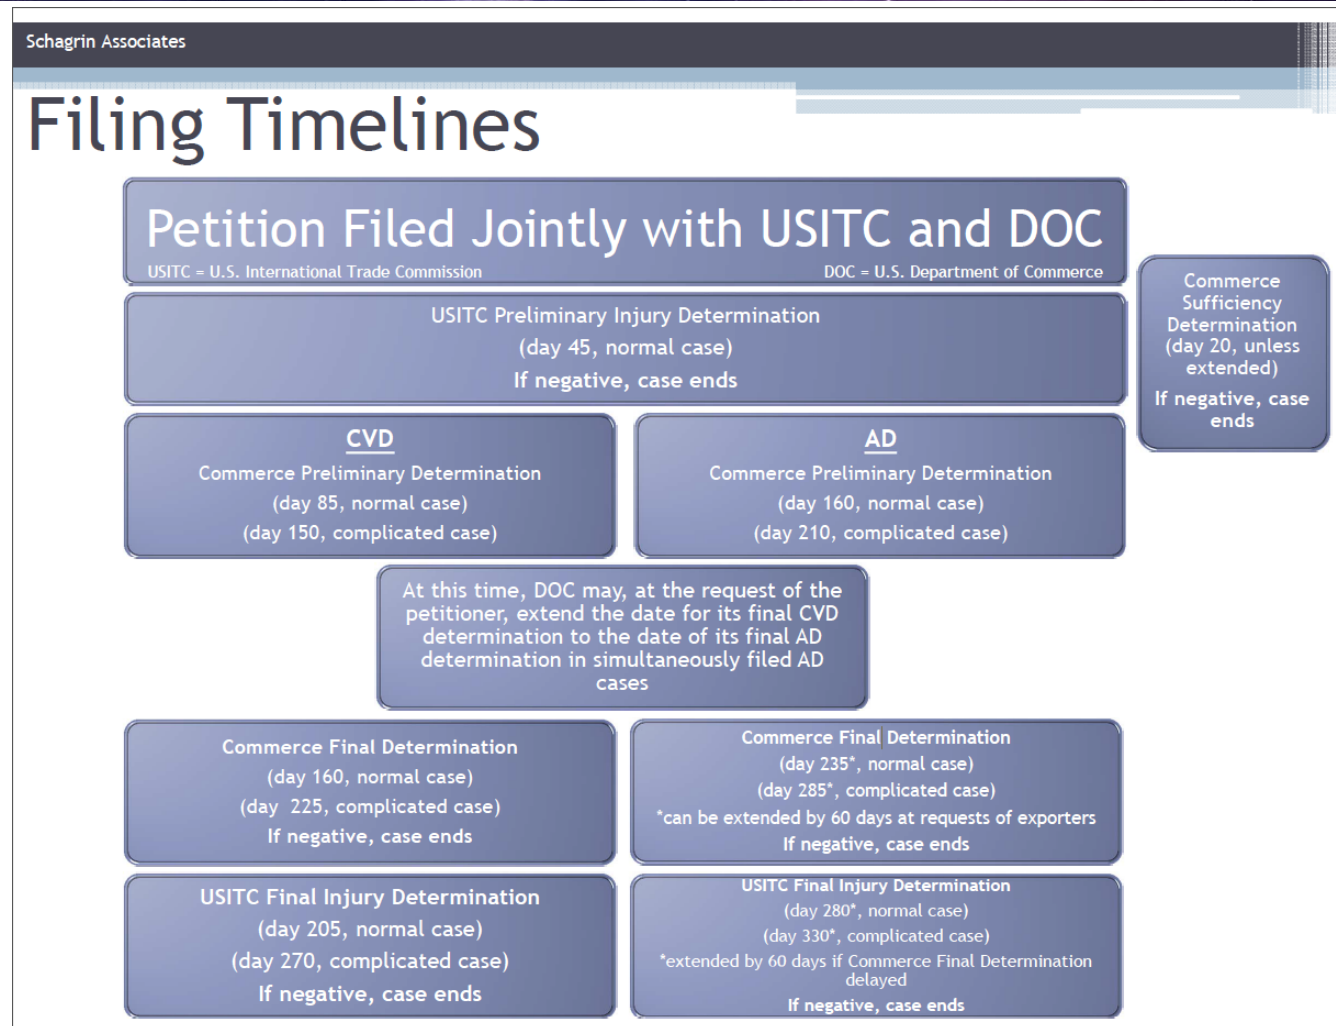 Schagrin Associates
Filing Timelines
Petition Filed Jointly with USITC and DOC
USITC = U.S. International Trade Commission
DOC = U.S. Department of Commerce
Commerce
Sufficiency
Determination
(day 20, unless
extended)
If negative, case
ends
USITC Preliminary Injury Determination
(day 45, normal case)
If negative, case ends
CVD
Commerce Preliminary Determination
(day 85, normal case)
(day 150, complicated case)
AD
Commerce Preliminary Determination
(day 160, normal case)
(day 210, complicated case)
At this time, DOC may, at the request of the
petitioner, extend the date for its final CVD
determination to the date of its final AD
determination in simultaneously filed AD
cases
Commerce Final Determination
(day 160, normal case)
(day 225, complicated case)
If negative, case ends
Commerce Final Determination
(day 235*, normal case)
(day 285*, complicated case)
*can be extended by 60 days at requests of exporters
If negative, case ends
USITC Final Injury Determination
(day 205, normal case)
(day 270, complicated case)
If negative, case ends
USITC Final Injury Determination
(day 280*, normal case)
(day 330*, complicated case)
*extended by 60 days if Commerce Final Determination
delayed
If negative, case ends